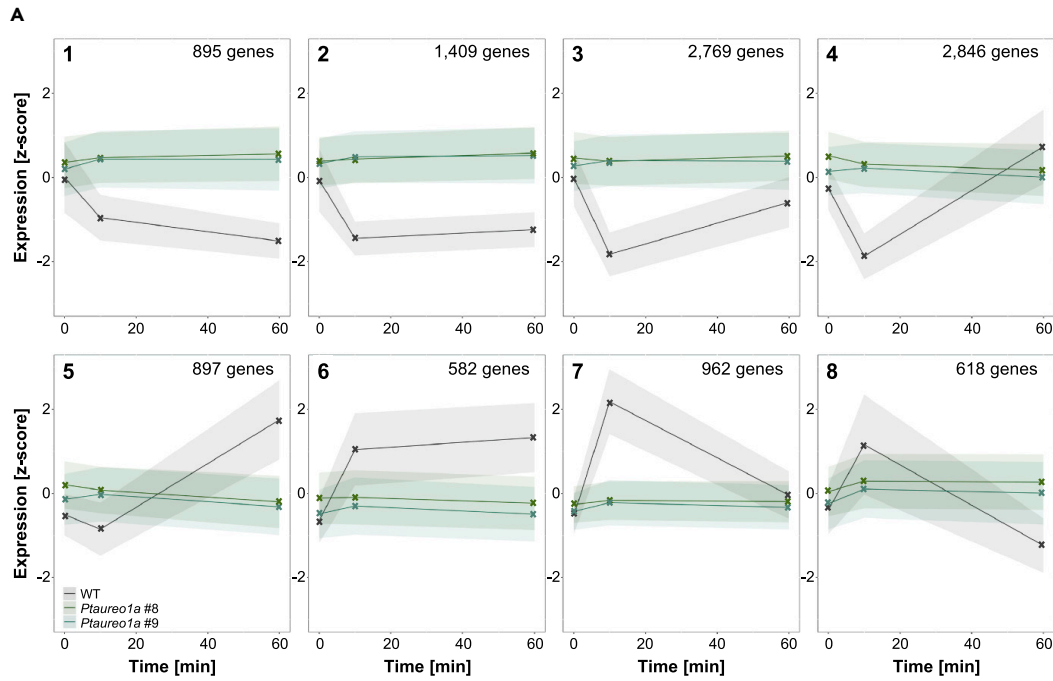 A
1 895 genes
2 1,409 genes
3 2,769 genes
4 2,846 genes
Expression [z-score]
2 2 2 2
0 0 0 0
-2 -2 -2 -2
0 20 40 60 0 20 40 60 0 20 40 60 0 20 40 60
5 897 genes
6 582 genes
7 962 genes
8 618 genes
Expression [z-score]
2 2 2 2
0 0 0 0
-2 -2 -2 -2
WT
Ptaureo1a #8
Ptaureo1a #9
0 20 40 60 0 20 40 60 0 20 40 60 0 20 40 60
Time [min] Time [min] Time [min] Time [min]